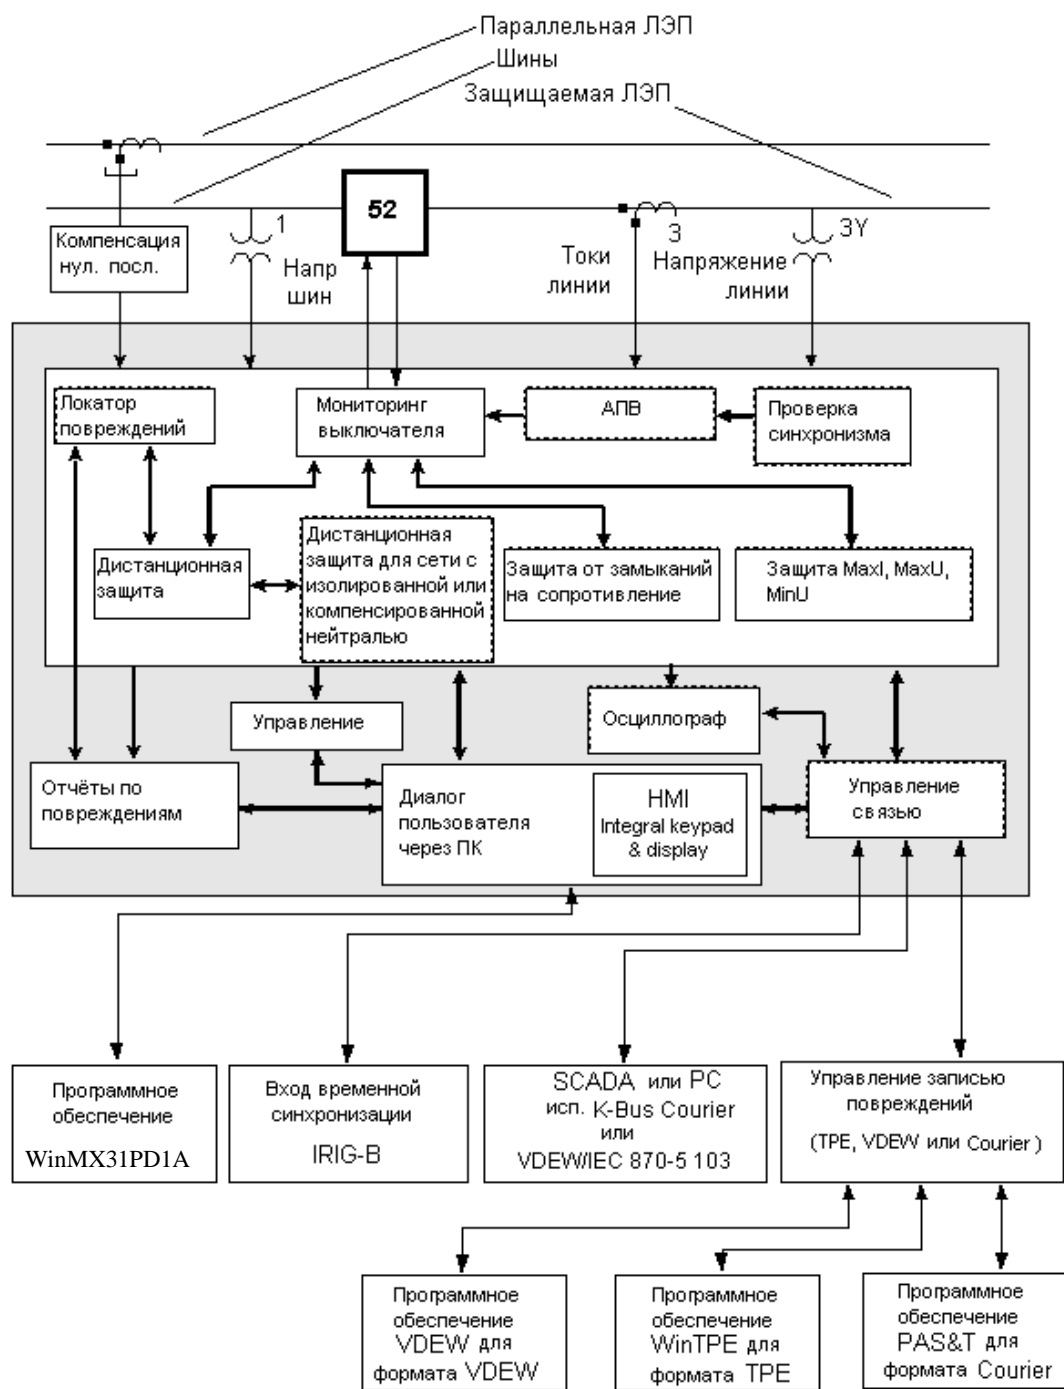 Параллельная ЛЭП
Шины
Защищаемая ЛЭП
52
1
3
3Y
Компенсация
нул. посл.
Напр
шин
Токи
линии
Напряжение
линии
Локатор
повреждений
Мониторинг
выключателя
АПВ
Проверка
синхронизма
Дистанционная
защита
Дистанционная
защита для сети с
изолированной или
компенсированной
нейтралью
Защита от замыканий
на сопротивление
Защита MaxI, MaxU,
MinU
Управление
Осциллограф
Отчёты по
повреждениям
Диалог
пользователя
через ПК
HMI
Integral keypad
& display
Управление
связью
Программное
обеспечение
WinMX31PD1A
Вход временной
синхронизации
IRIG-B
SCADA или PC
исп. K-Bus Courier
или
VDEW/IEC 870-5 103
Управление записью
повреждений
(TPE, VDEW или Courier )
Программное
обеспечение
VDEW для
формата VDEW
Программное
обеспечение
WinTPE для
формата TPE
Программное
обеспечение
PAS&T для
формата Courier